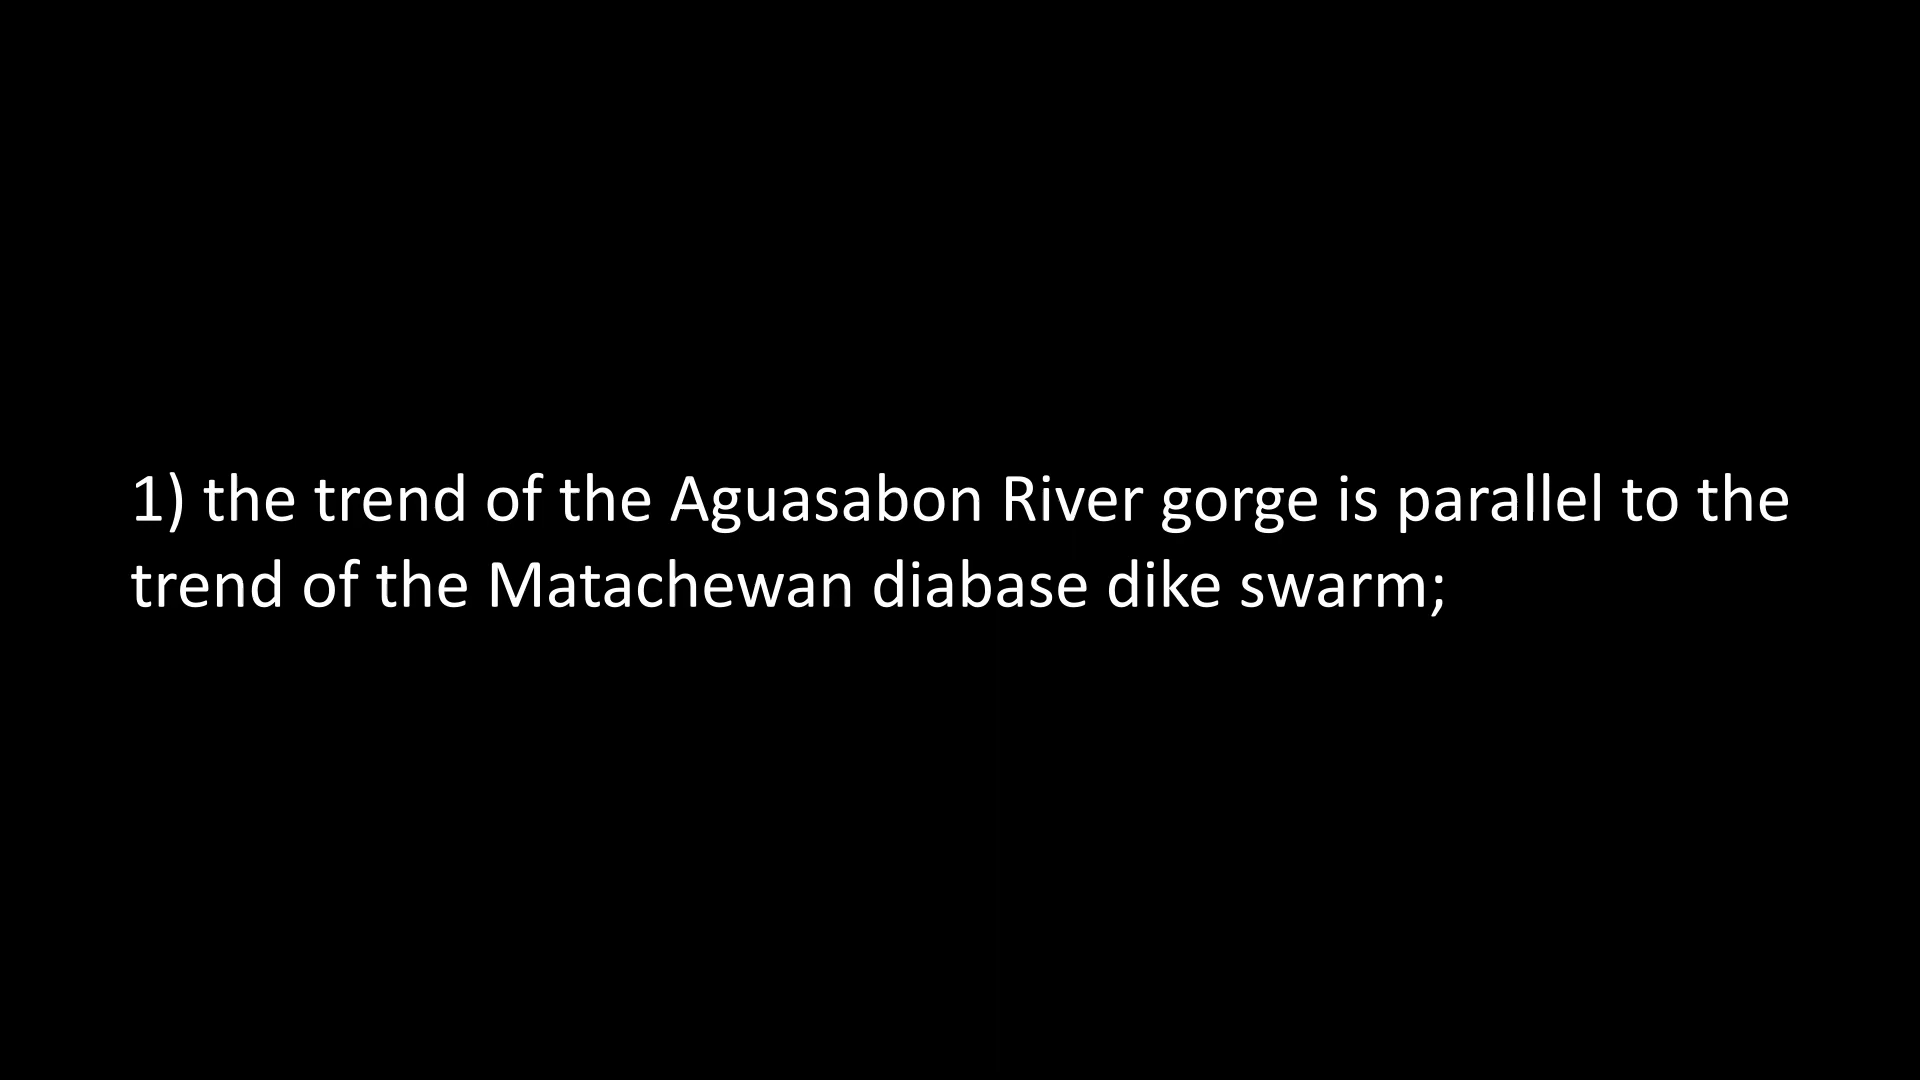 1) the trend of the Aguasabon River gorge is parallel to the
trend of the Matachewan diabase dike swarm;